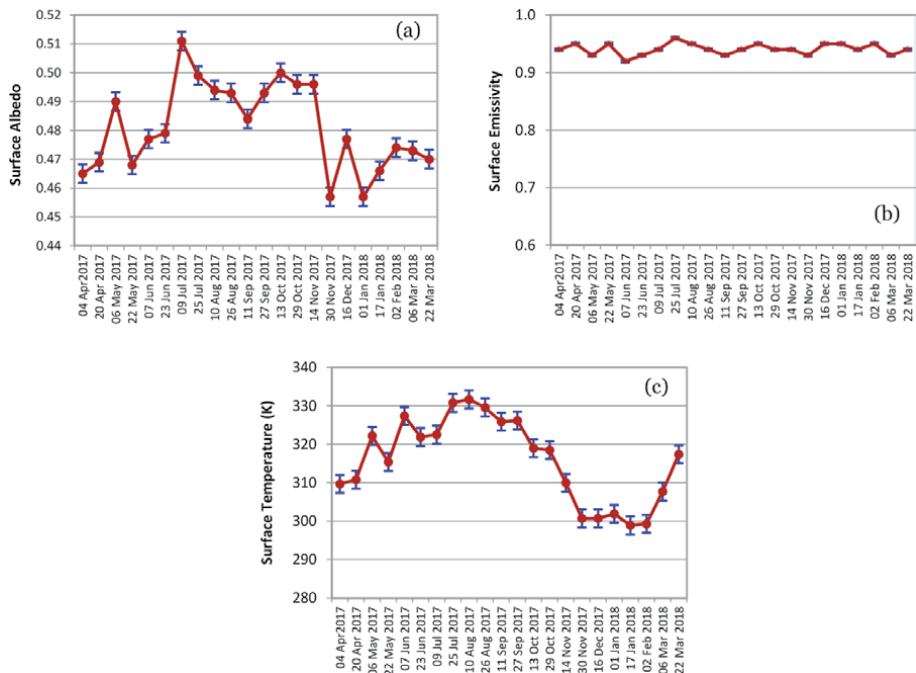 (a)
Surface Albedo
0.52
0.51
0.50
0.49
0.48
0.47
0.46
0.45
0.44
04 Apr2017
20 Apr 2017
06 May 2017
22 May 2017
07 Jun 2017
23 Jun 2017
09 Jul 2017
25 Jul 2017
10 Aug 2017
26 Aug 2017
11 Sep 2017
27 Sep 2017
13 Oct 2017
29 Oct 2017
14 Nov 2017
30 Nov 2017
16 Dec 2017
01 Jan 2018
17 Jan 2018
02 Feb 2018
06 Mar 2018
22 Mar 2018
(b)
Surface Emissivity
1.0
0.9
0.8
0.7
0.6
04 Apr2017
20 Apr 2017
06 May 2017
22 May 2017
07 Jun 2017
23 Jun 2017
09 Jul 2017
25 Jul 2017
10 Aug 2017
26 Aug 2017
11 Sep 2017
27 Sep 2017
13 Oct 2017
29 Oct 2017
14 Nov 2017
30 Nov 2017
16 Dec 2017
01 Jan 2018
17 Jan 2018
02 Feb 2018
06 Mar 2018
22 Mar 2018
(c)
Surface Temperature (K)
340
330
320
310
300
290
280
04 Apr2017
20 Apr 2017
06 May 2017
22 May 2017
07 Jun 2017
23 Jun 2017
09 Jul 2017
25 Jul 2017
10 Aug 2017
26 Aug 2017
11 Sep 2017
27 Sep 2017
13 Oct 2017
29 Oct 2017
14 Nov 2017
30 Nov 2017
16 Dec 2017
01 Jan 2018
17 Jan 2018
02 Feb 2018
06 Mar 2018
22 Mar 2018